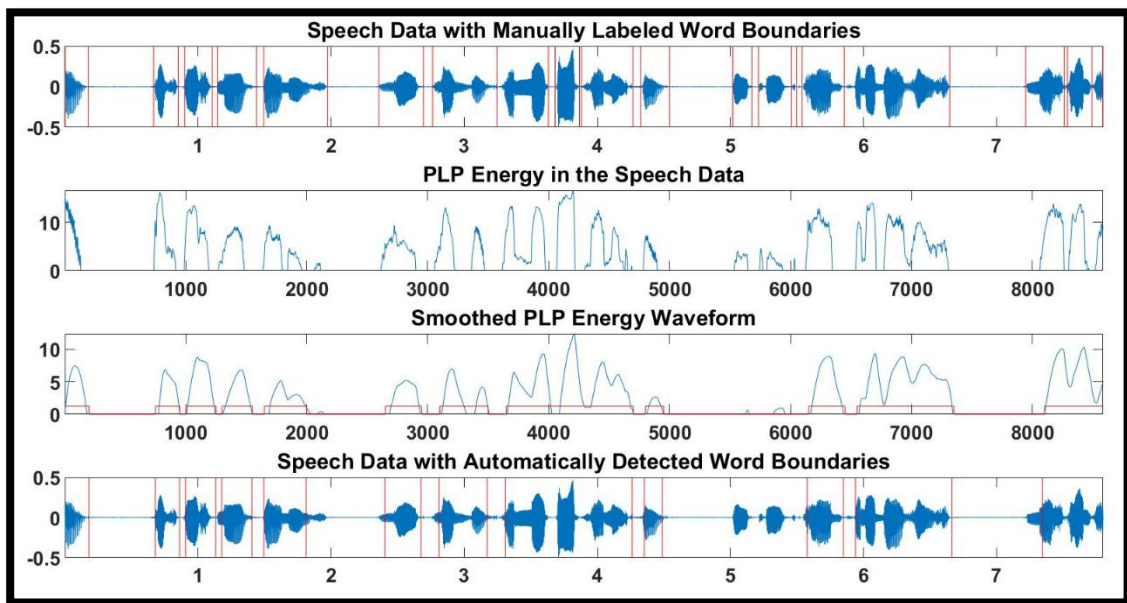 Speech Data with Manually Labeled Word Boundaries
0.5
0
-0.5
1 2 3 4 5 6 7
PLP Energy in the Speech Data
10
0
1000 2000 3000 4000 5000 6000 7000 8000
Smoothed PLP Energy Waveform
10
5
0
1000 2000 3000 4000 5000 6000 7000 8000
Speech Data with Automatically Detected Word Boundaries
0.5
0
-0.5
1 2 3 4 5 6 7